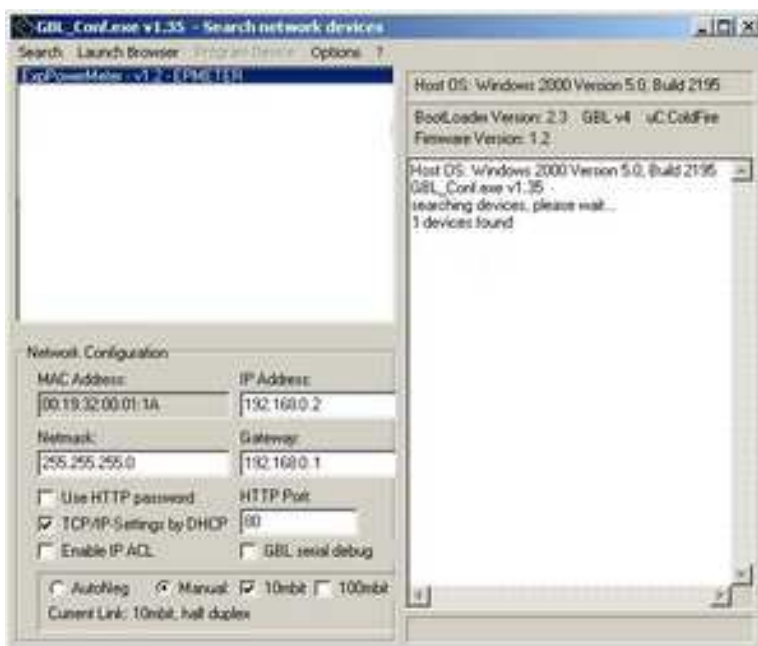 GBL_Conf.exe v1.35 - Search network devices
Search Launch Browser Program Device Options ?
ExpPowerMeter - v1.2 - EPMETER
Host OS: Windows 2000 Version 5.0, Build 2195
BootLoader Version: 2.3 GBL v4 uC:ColdFire
Firmware Version: 1.2
Host OS: Windows 2000 Version 5.0, Build 2195
GBL_Conf.exe v1.35
searching devices, please wait...
1 devices found
Network Configuration
MAC Address: IP Address:
00:19:32:00:01:1A 192.168.0.2
Netmask: Gateway:
255.255.255.0 192.168.0.1
Use HTTP password HTTP Port:
TCP/IP-Settings by DHCP 80
Enable IP ACL GBL serial debug
AutoNeg Manual: 10mbit 100mbit
Current Link: 10mbit, half duplex